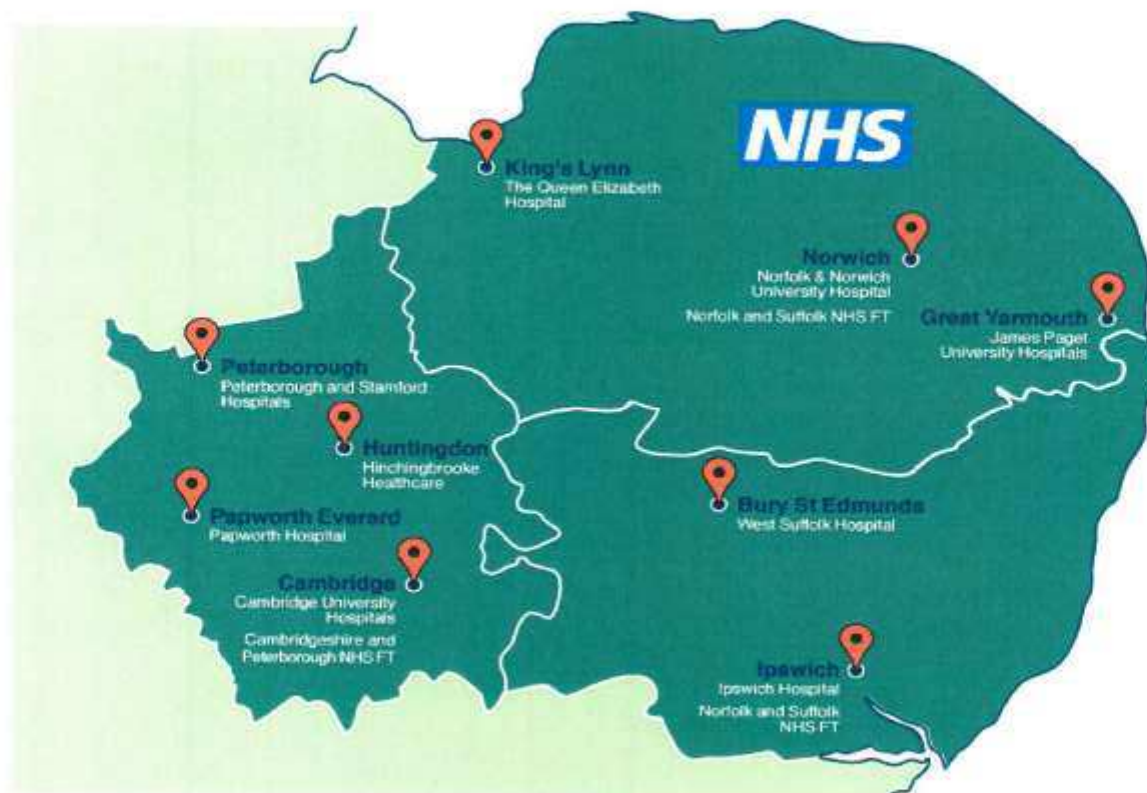 NHS
King's Lynn
The Queen Elizabeth
Hospital
Norwich
Norfolk & Norwich
University Hospital
Norfolk and Suffolk NHS FT
Great Yarmouth
James Paget
University Hospitals
Peterborough
Peterborough and Stamford
Hospitals
Huntingdon
Hinchingbrooke
Healthcare
Papworth Everard
Papworth Hospital
Bury St Edmunds
West Suffolk Hospital
Cambridge
Cambridge University
Hospitals
Cambridgeshire and
Peterborough NHS FT
Ipswich
Ipswich Hospital
Norfolk and Suffolk
NHS FT